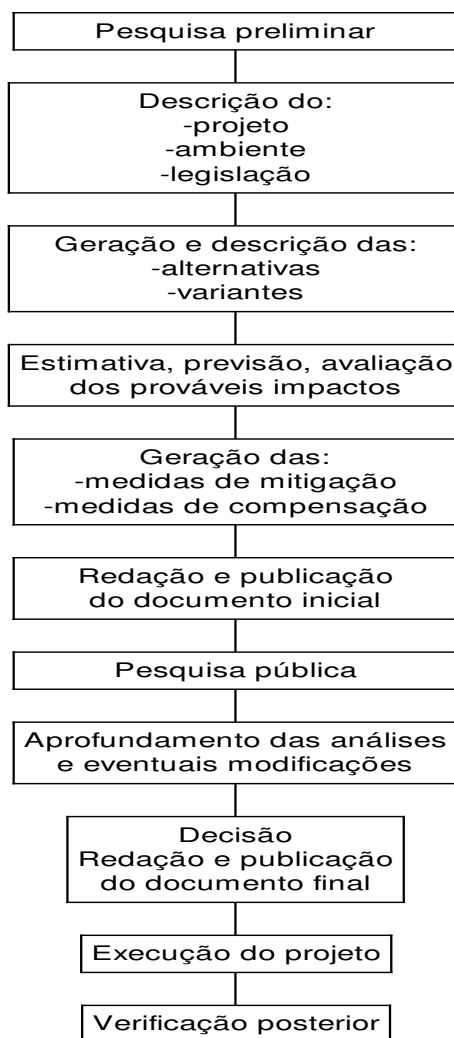 Pesquisa preliminar
Descrição do:
-projeto
-ambiente
-legislação
Geração e descrição das:
-alternativas
-variantes
Estimativa, previsão, avaliação
dos prováveis impactos
Geração das:
-medidas de mitigação
-medidas de compensação
Redação e publicação
do documento inicial
Pesquisa pública
Aprofundamento das análises
e eventuais modificações
Decisão
Redação e publicação
do documento final
Execução do projeto
Verificação posterior